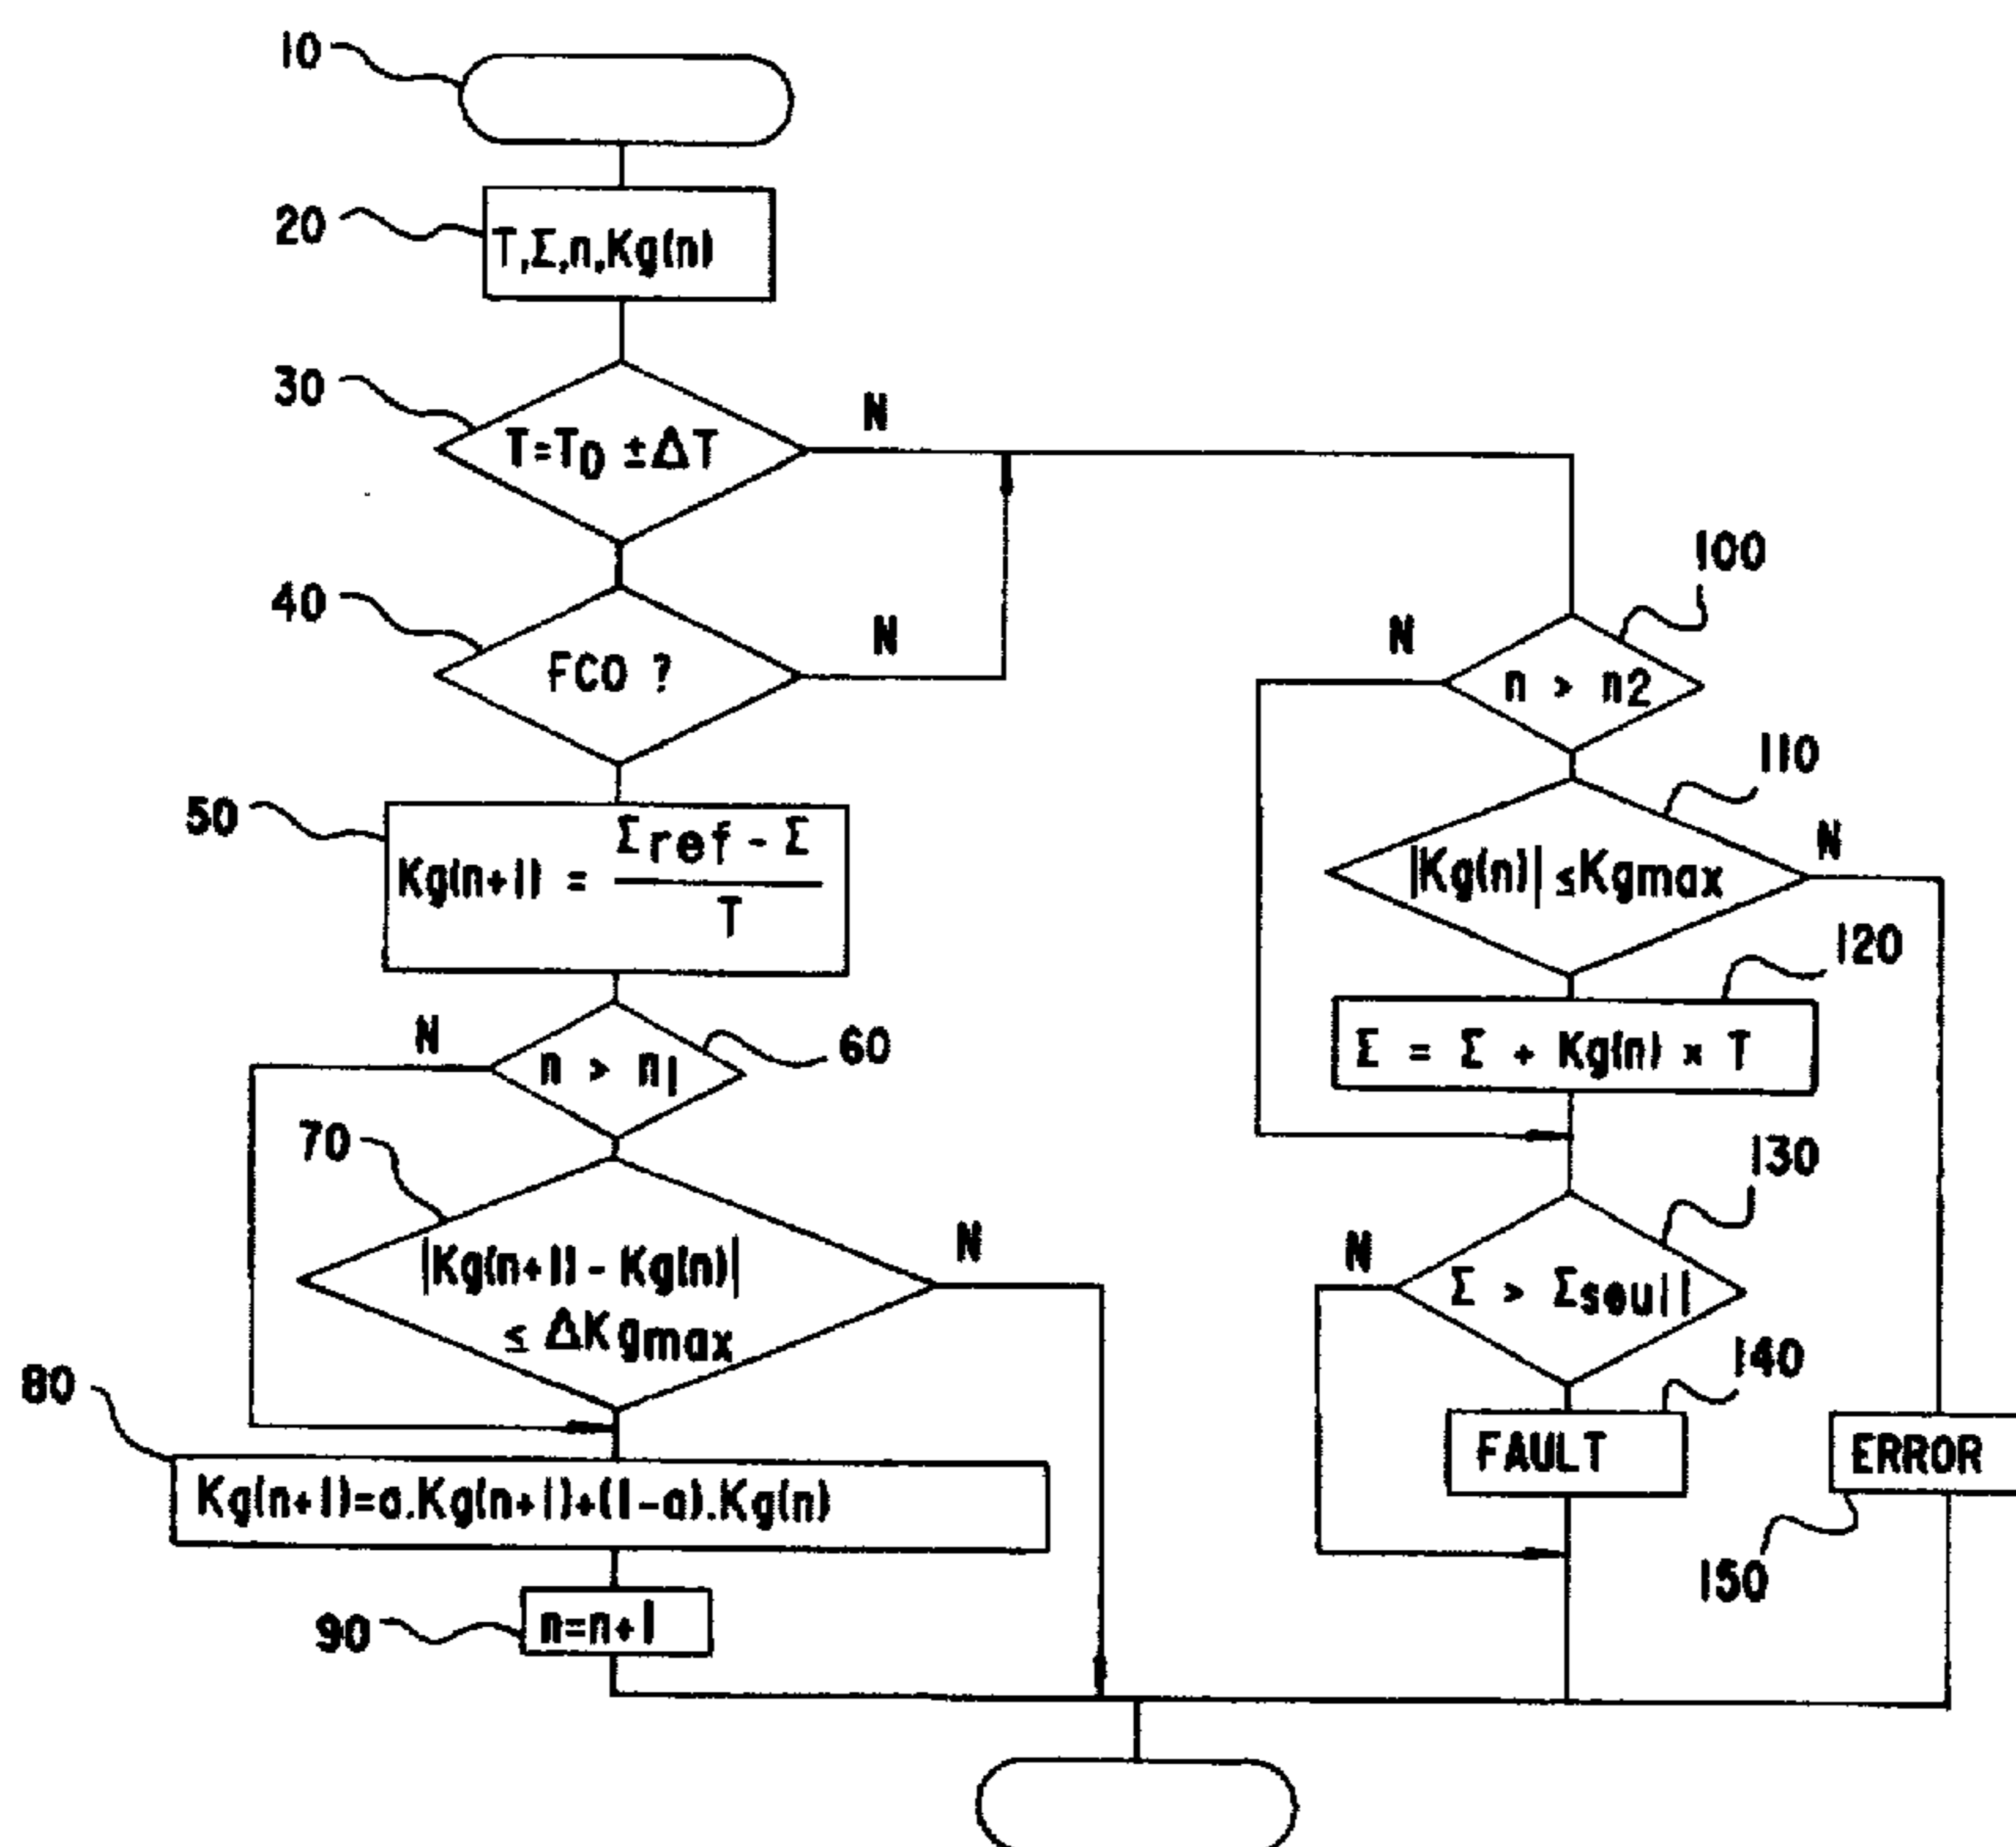 10
20
T,Σ,n,Kg(n)
30
T=T0 ±ΔT
N
40
FCO ?
N
50
Kg(n+1) = Σref - Σ
T
60
n > n1
N
70
|Kg(n+1) - Kg(n)|
≤ ΔKgmax
N
80
Kg(n+1)=a.Kg(n+1)+(1-a).Kg(n)
90
n=n+1
100
N
n > n2
110
|Kg(n)| ≤Kgmax
N
120
Σ = Σ + Kg(n) × T
130
N
Σ > Σseuil
140
FAULT
ERROR
150